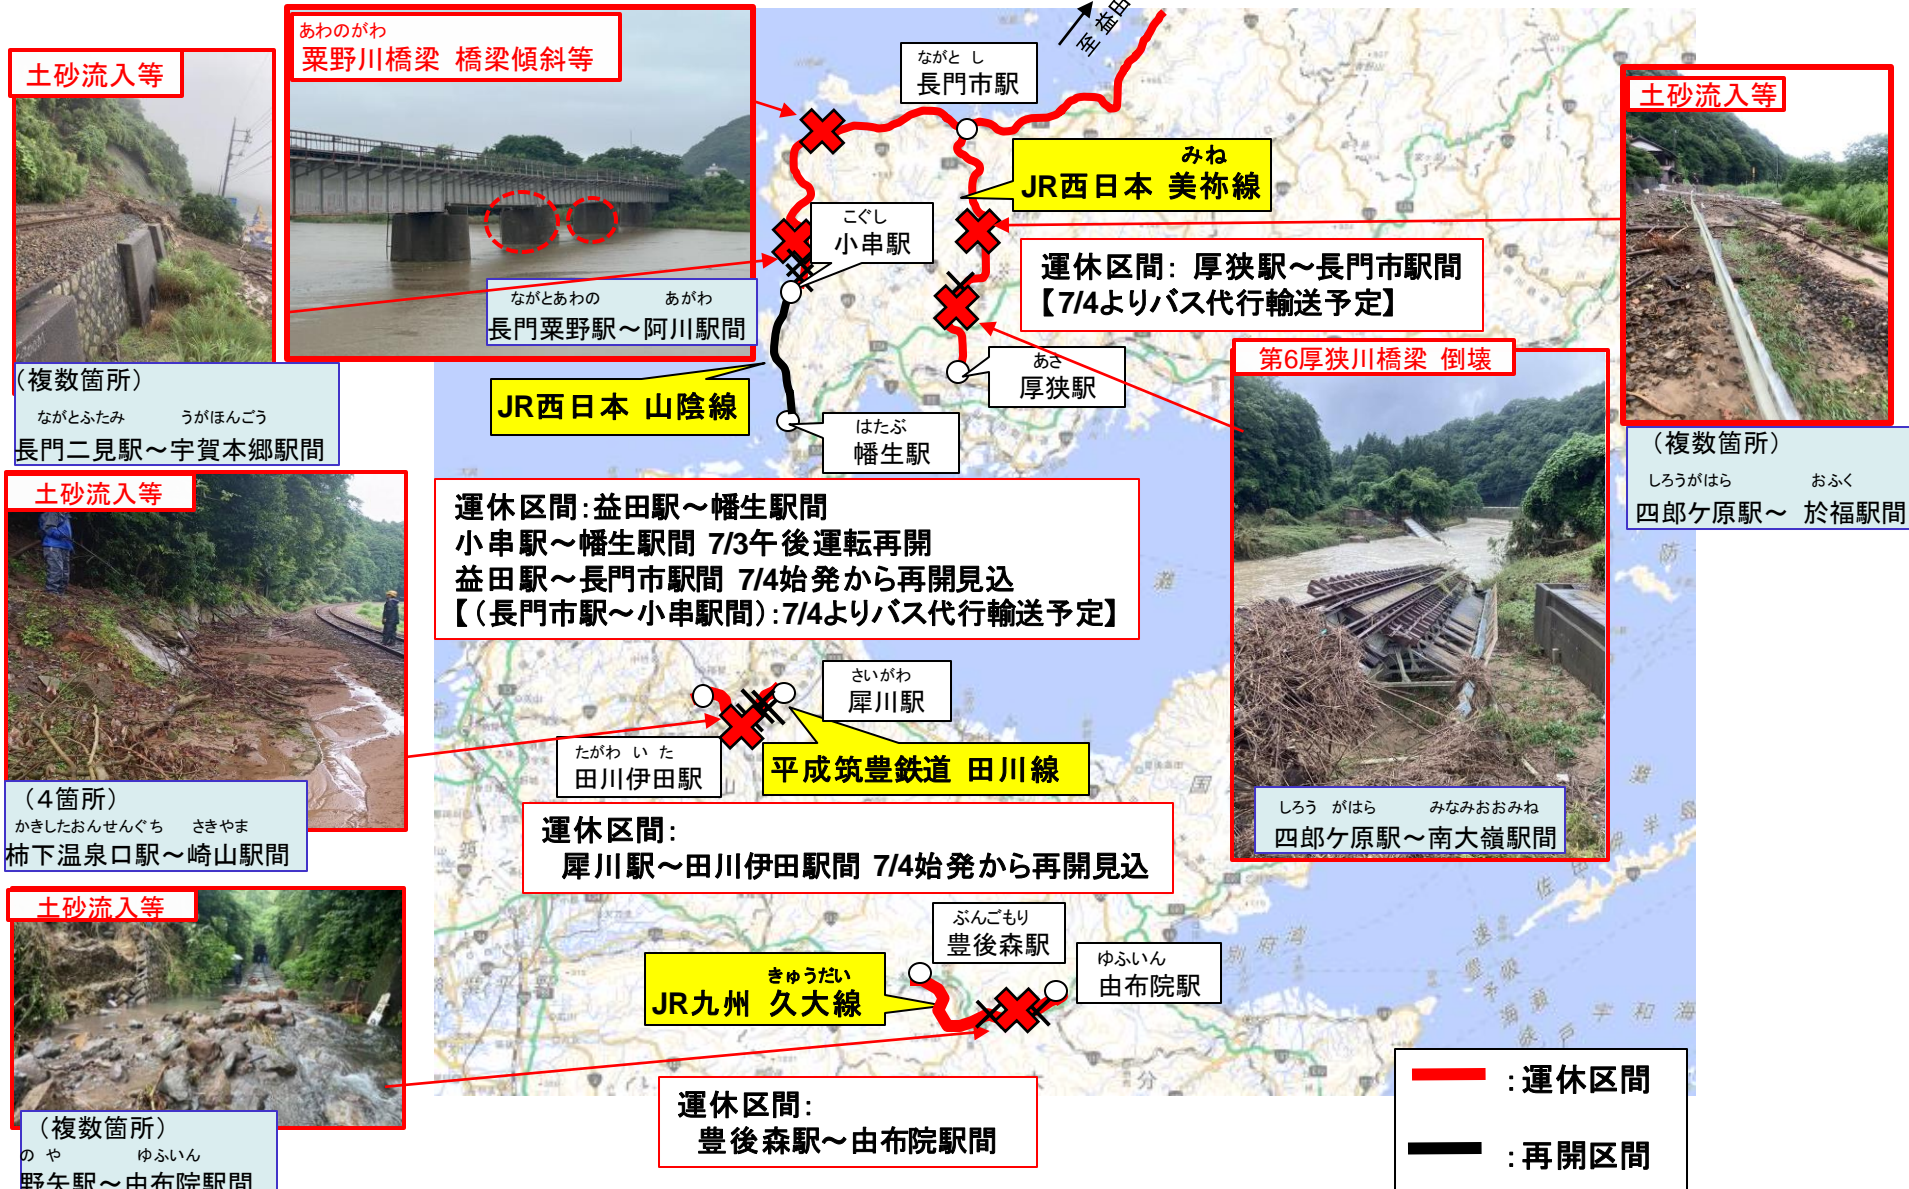 至 益田
土砂流入等
(複数箇所)
ながとふたみ うがほんごう
長門二見駅～宇賀本郷駅間
あわのがわ
粟野川橋梁 橋梁傾斜等
ながとあわの あがわ
長門粟野駅～阿川駅間
ながと し
長門市駅
みね
JR西日本 美祢線
こぐし
小串駅
運休区間：厚狭駅～長門市駅間
【7/4よりバス代行輸送予定】
あさ
厚狭駅
JR西日本 山陰線
はたぶ
幡生駅
土砂流入等
(複数箇所)
しろうがはら おふく
四郎ケ原駅～ 於福駅間
第6厚狭川橋梁 倒壊
しろう がはら みなみおおみね
四郎ケ原駅～南大嶺駅間
運休区間：益田駅～幡生駅間
小串駅～幡生駅間 7/3午後運転再開
益田駅～長門市駅間 7/4始発から再開見込
【(長門市駅～小串駅間)：7/4よりバス代行輸送予定】
土砂流入等
(4箇所)
かきしたおんせんぐち さきやま
柿下温泉口駅～崎山駅間
さいがわ
犀川駅
たがわ い た
田川伊田駅
平成筑豊鉄道 田川線
運休区間：
犀川駅～田川伊田駅間 7/4始発から再開見込
土砂流入等
(複数箇所)
の や ゆふいん
野矢駅～由布院駅間
ぶんごもり
豊後森駅
ゆふいん
由布院駅
きゅうだい
JR九州 久大線
運休区間：
豊後森駅～由布院駅間
：運休区間
：再開区間